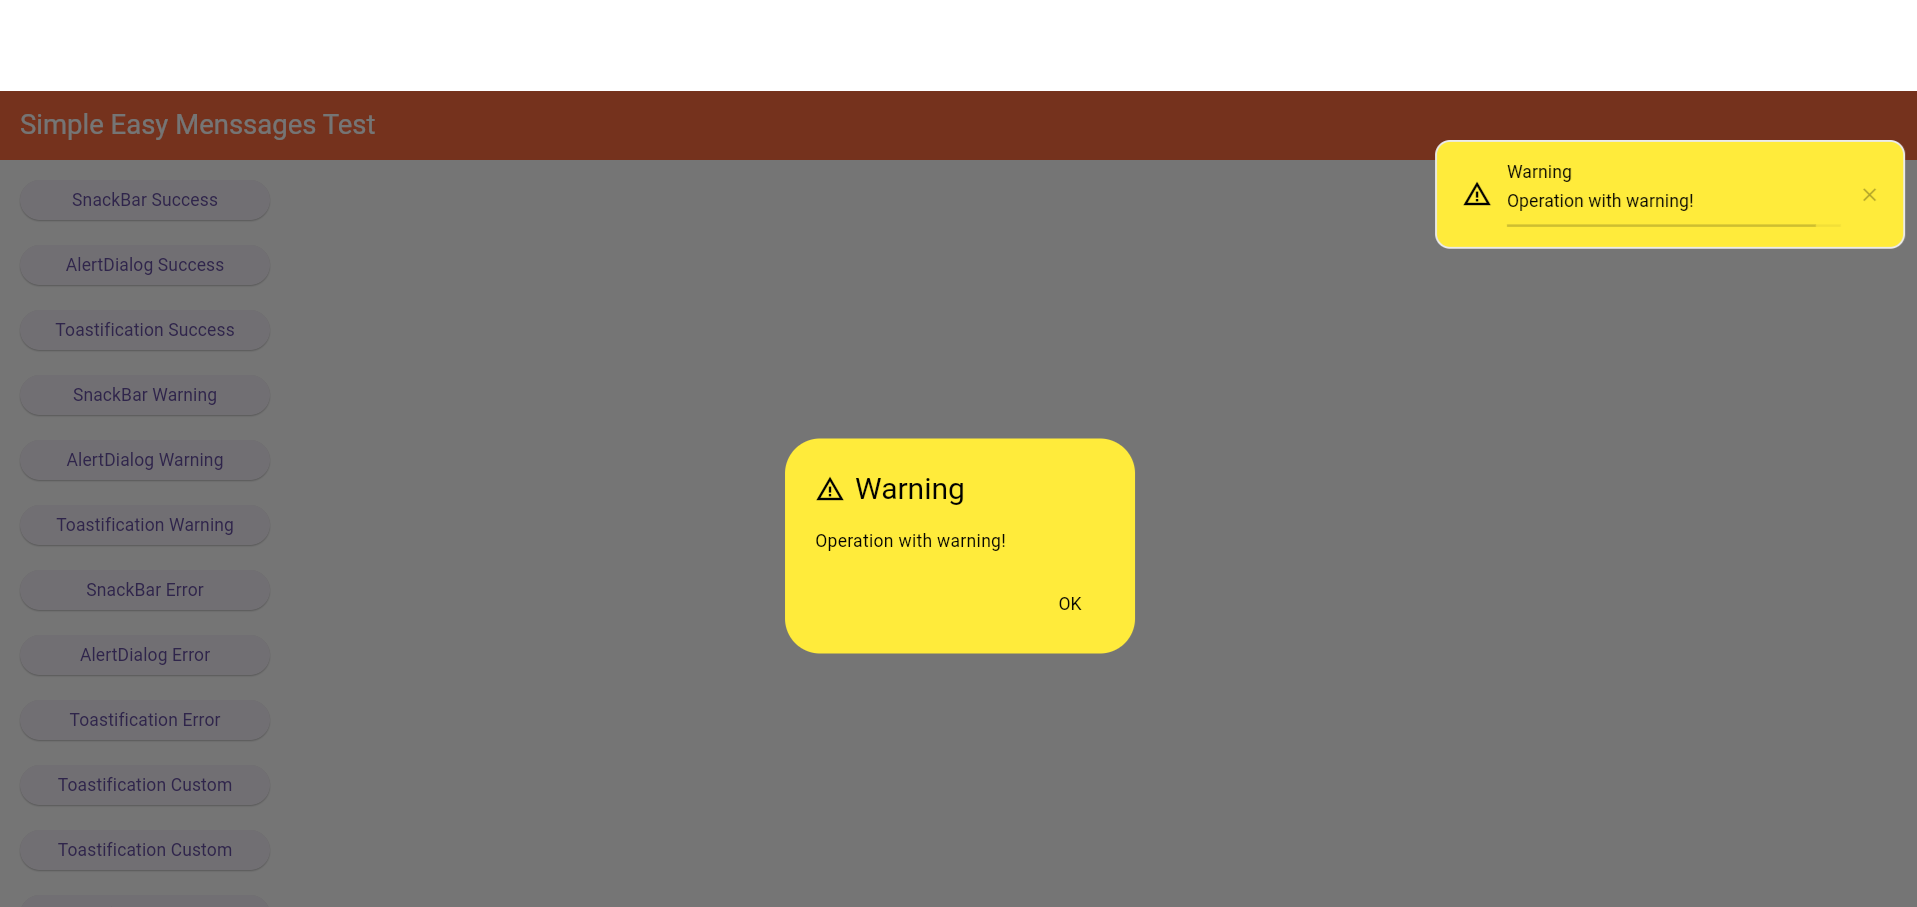 Simple Easy Menssages Test
Warning
Operation with warning!
SnackBar Success
AlertDialog Success
Toastification Success
SnackBar Warning
AlertDialog Warning
Toastification Warning
SnackBar Error
AlertDialog Error
Toastification Error
Toastification Custom
Toastification Custom
Warning
Operation with warning!
OK